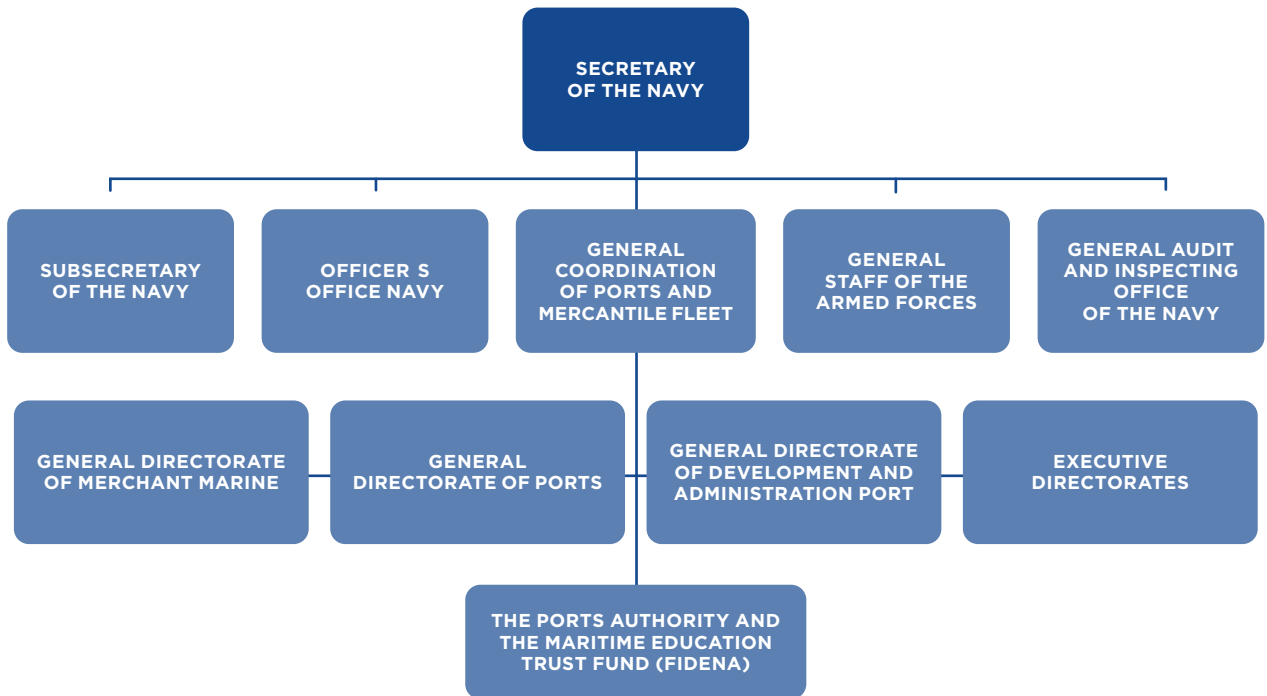 SECRETARY
OF THE NAVY
SUBSECRETARY
OF THE NAVY
OFFICER S
OFFICE NAVY
GENERAL
COORDINATION
OF PORTS AND
MERCANTILE FLEET
GENERAL
STAFF OF THE
ARMED FORCES
GENERAL AUDIT
AND INSPECTING
OFFICE
OF THE NAVY
GENERAL DIRECTORATE
OF MERCHANT MARINE
GENERAL
DIRECTORATE OF PORTS
GENERAL DIRECTORATE
OF DEVELOPMENT AND
ADMINISTRATION PORT
EXECUTIVE
DIRECTORATES
THE PORTS AUTHORITY AND
THE MARITIME EDUCATION
TRUST FUND (FIDENA)